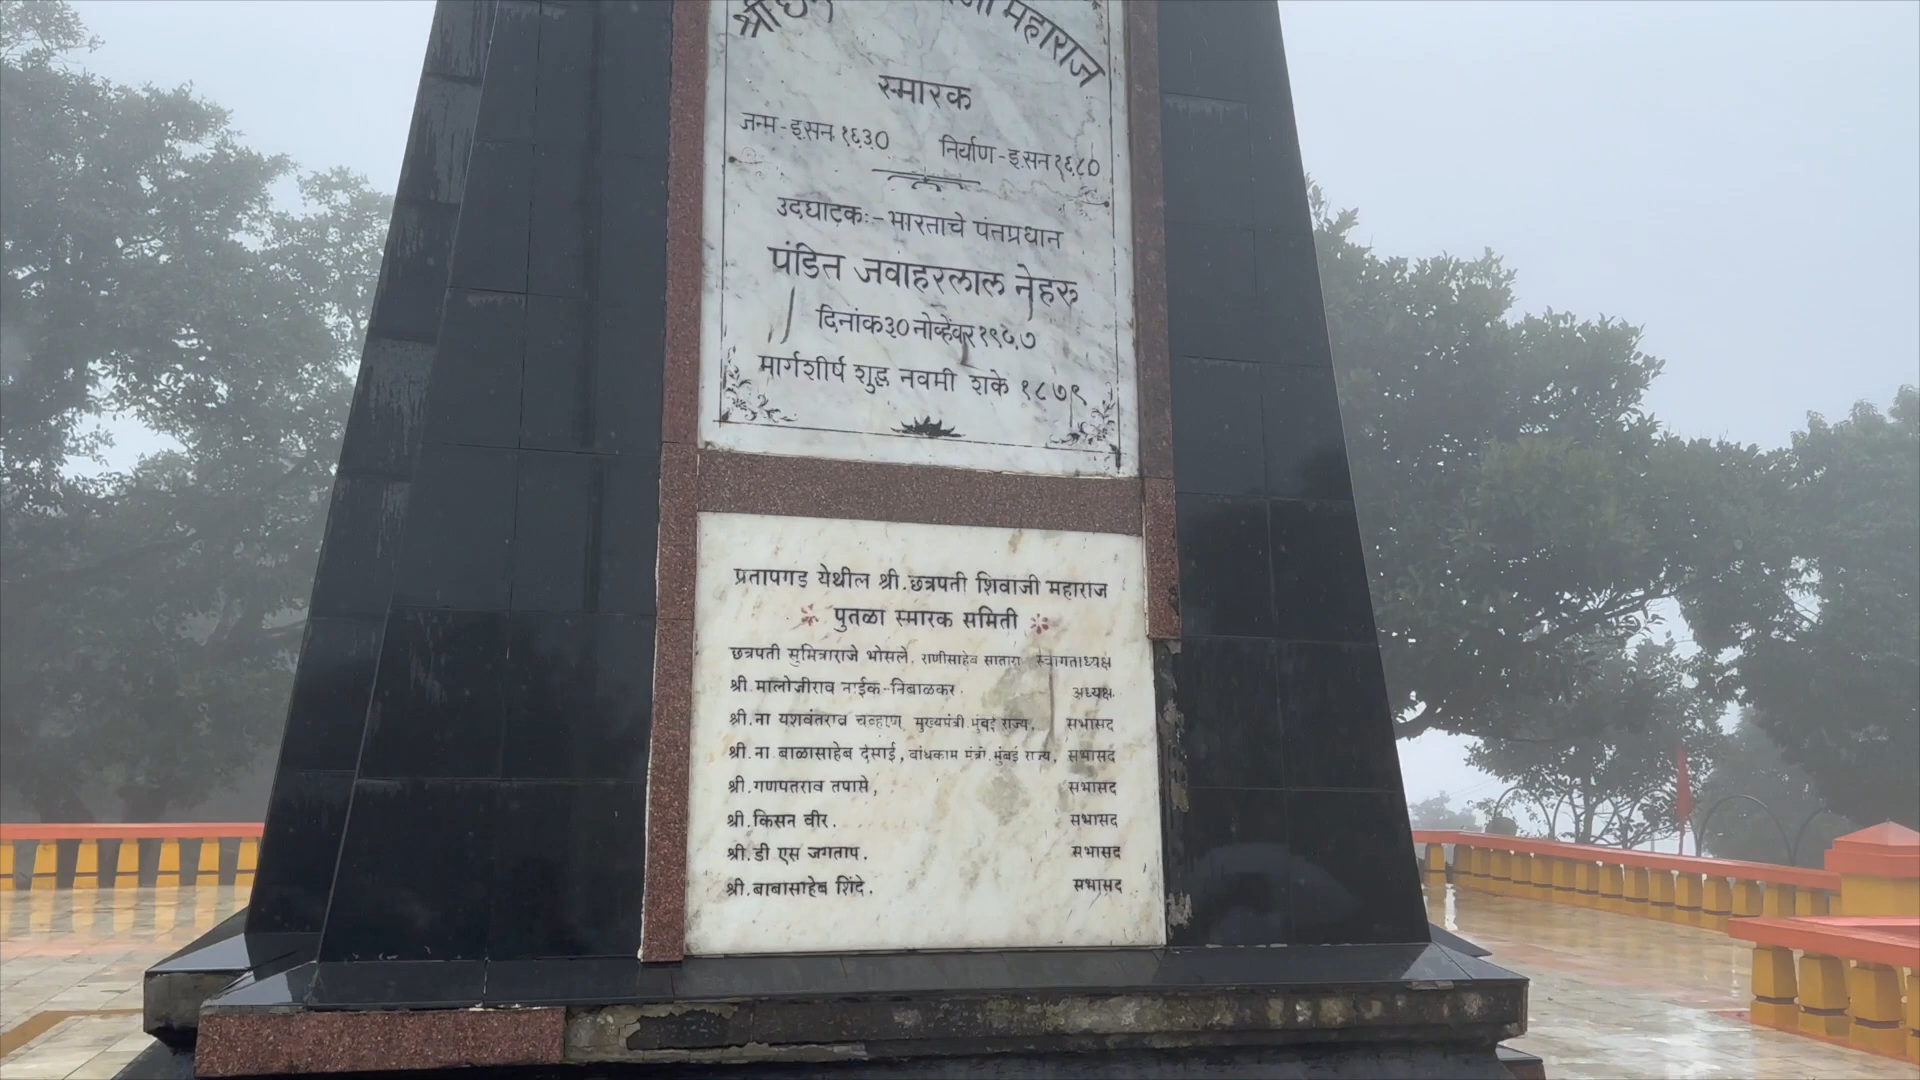 महाराज
स्मारक
जन्म-इ.सन १६३० निर्याण-इ.सन १६८०
उदघाटक:-भारताचे पंतप्रधान
पंडित जवाहरलाल नेहरू
दिनांक ३० नोव्हेंबर १९५७
मार्गशीर्ष शुद्ध नवमी शके १८७९
प्रतापगड येथील श्री.छत्रपती शिवाजी महाराज
पुतळा स्मारक समिती
छत्रपती सुमित्राराजे भोसले, राणीसाहेब सातारा स्वागताध्यक्ष
श्री.मालोजीराव नाईक-निंबाळकर. अध्यक्ष.
श्री.ना यशवंतराव चव्हाण, मुख्यमंत्री मुंबई राज्य, सभासद
श्री.ना बाळासाहेब देसाई, बांधकाम मंत्री.मुंबई राज्य, सभासद
श्री.गणपतराव तपासे, सभासद
श्री.किसन वीर. सभासद
श्री.डी एस जगताप. सभासद
श्री.बाबासाहेब शिंदे. सभासद